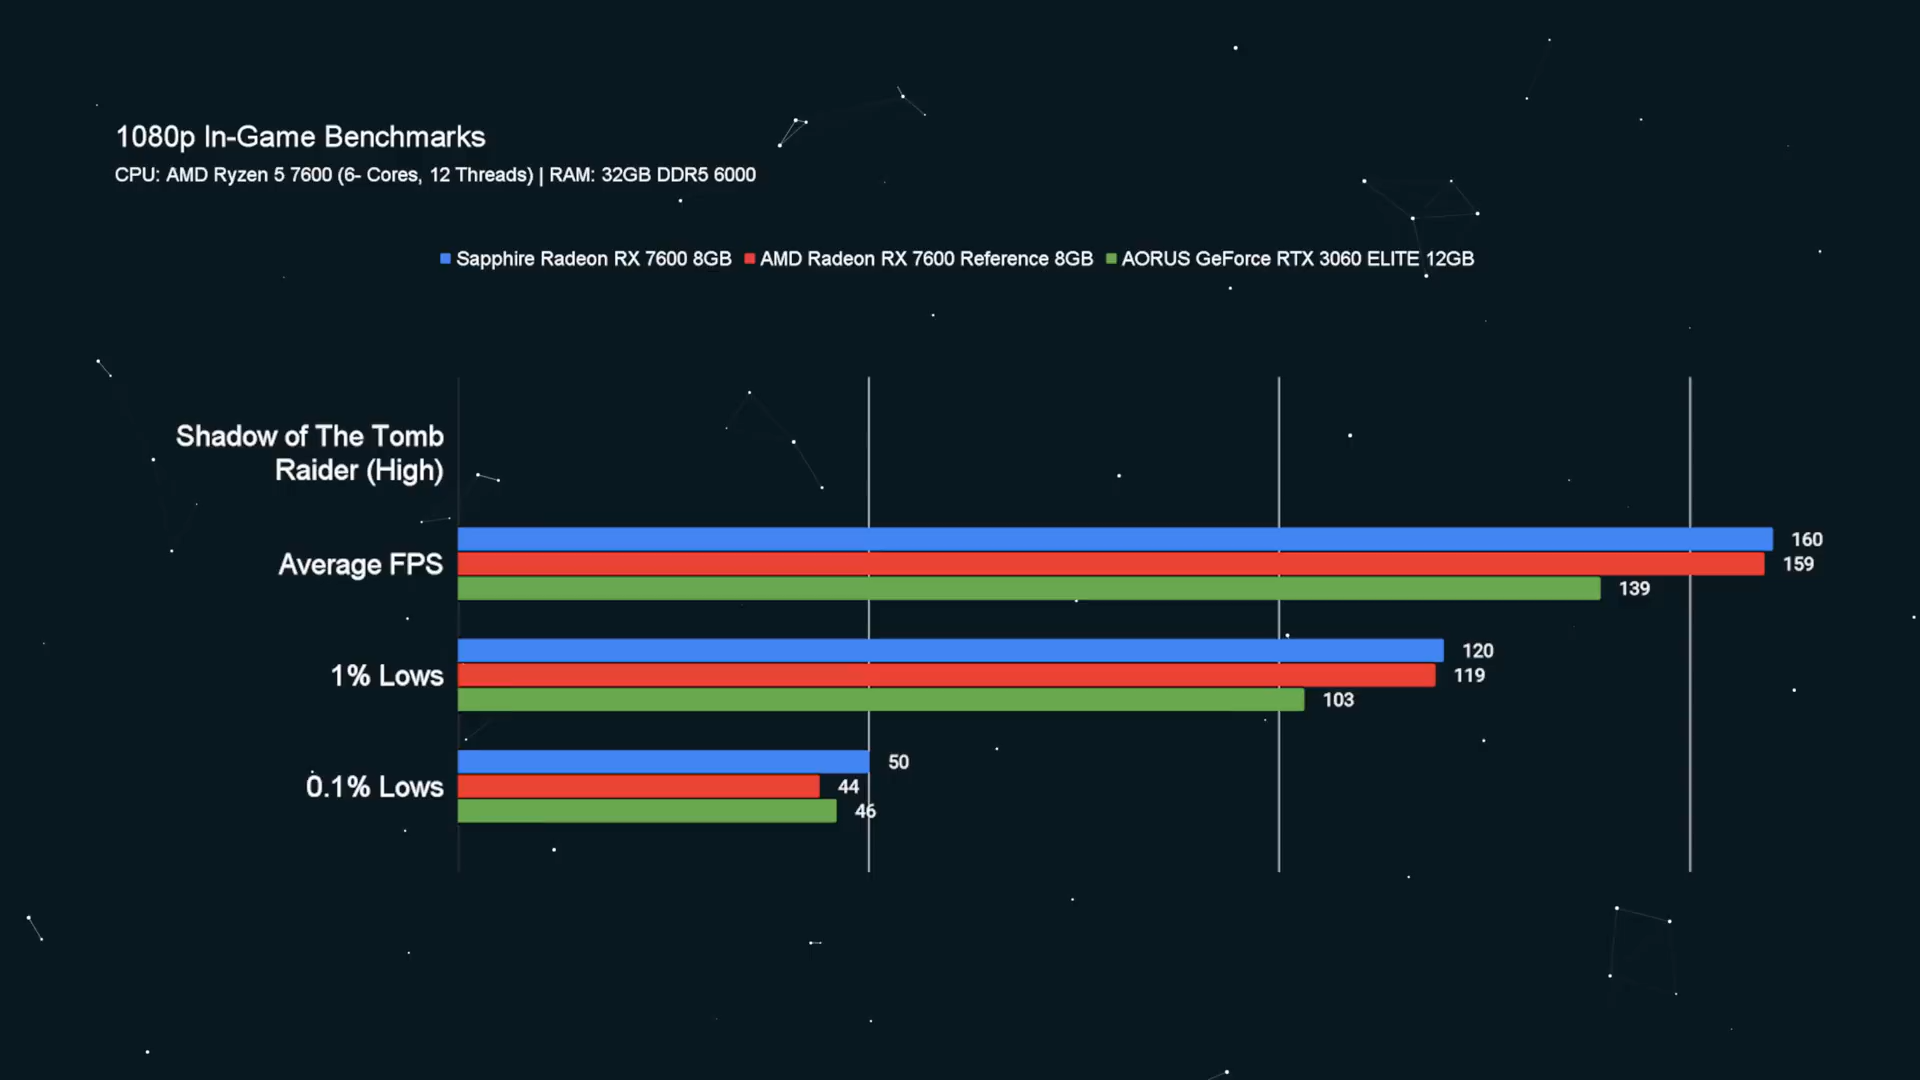 1080p In-Game Benchmarks
CPU: AMD Ryzen 5 7600 (6- Cores, 12 Threads) | RAM: 32GB DDR5 6000
Sapphire Radeon RX 7600 8GB AMD Radeon RX 7600 Reference 8GB AORUS GeForce RTX 3060 ELITE 12GB
Shadow of The Tomb
Raider (High)
160
Average FPS 159
139
120
1% Lows 119
103
50
0.1% Lows 44
46